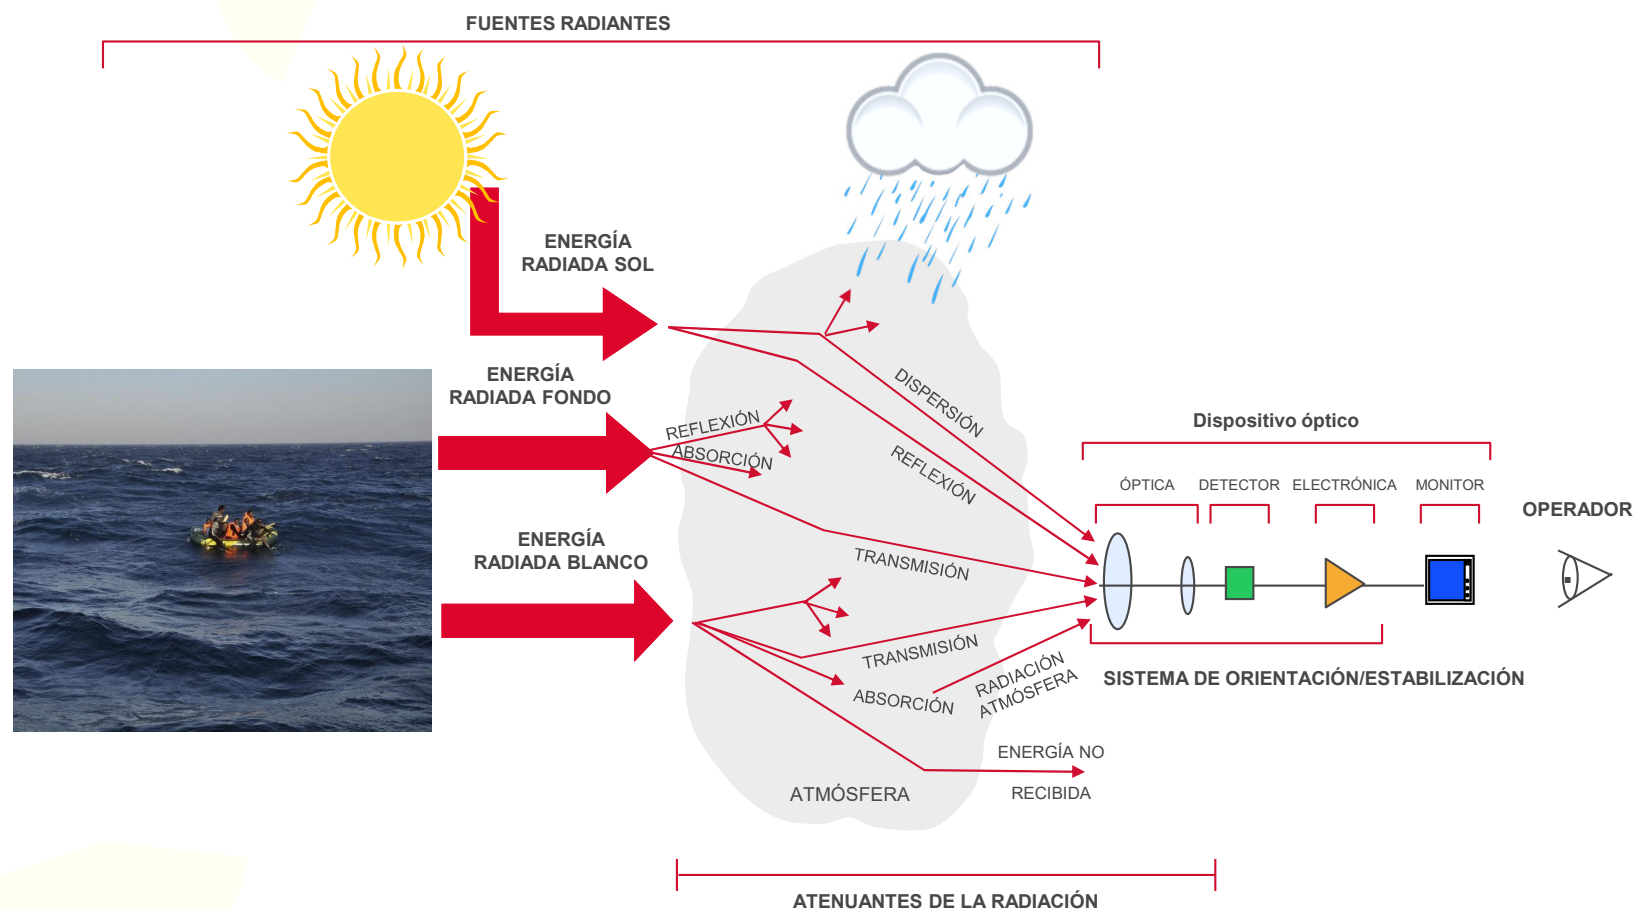 FUENTES RADIANTES
ENERGÍA
RADIADA SOL
ENERGÍA
RADIADA FONDO
REFLEXIÓN
ABSORCIÓN
DISPERSIÓN
REFLEXIÓN
ENERGÍA
RADIADA BLANCO
TRANSMISIÓN
TRANSMISIÓN
ABSORCIÓN
RADIACIÓN
ATMÓSFERA
ENERGÍA NO
RECIBIDA
ATMÓSFERA
Dispositivo óptico
ÓPTICA
DETECTOR
ELECTRÓNICA
MONITOR
OPERADOR
SISTEMA DE ORIENTACIÓN/ESTABILIZACIÓN
ATENUANTES DE LA RADIACIÓN